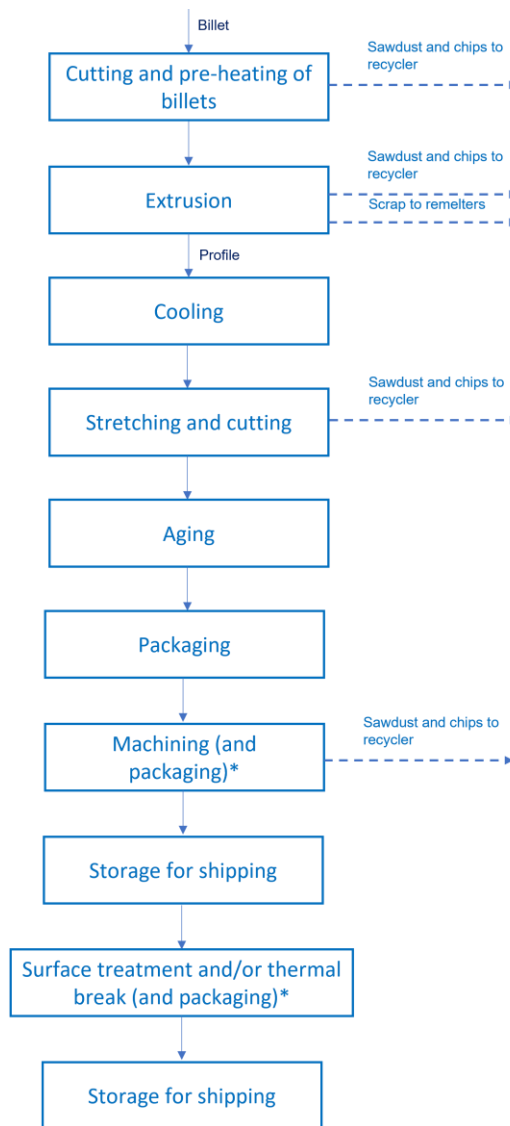 Billet
Cutting and pre-heating of
billets
Sawdust and chips to
recycler
Extrusion
Sawdust and chips to
recycler
Scrap to remelters
Profile
Cooling
Stretching and cutting
Sawdust and chips to
recycler
Aging
Packaging
Machining (and
packaging)*
Sawdust and chips to
recycler
Storage for shipping
Surface treatment and/or thermal
break (and packaging)*
Storage for shipping